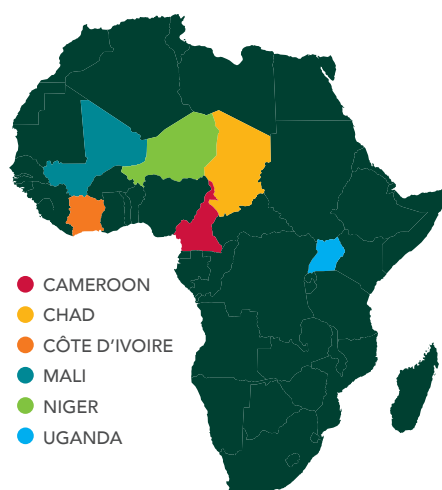 CAMEROON
CHAD
CÔTE D’IVOIRE
MALI
NIGER
UGANDA